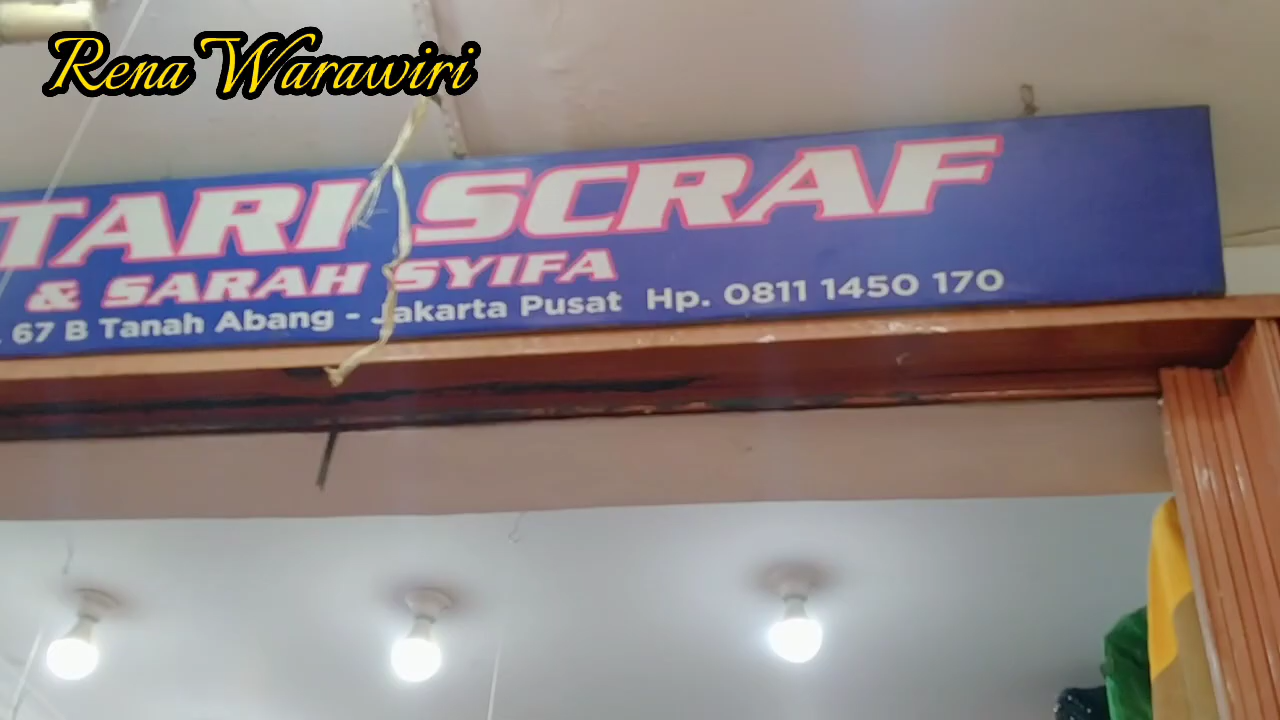 Rena Warawiri
TARI SCRAF
& SARAH SYIFA
67 B Tanah Abang - Jakarta Pusat Hp. 0811 1450 170